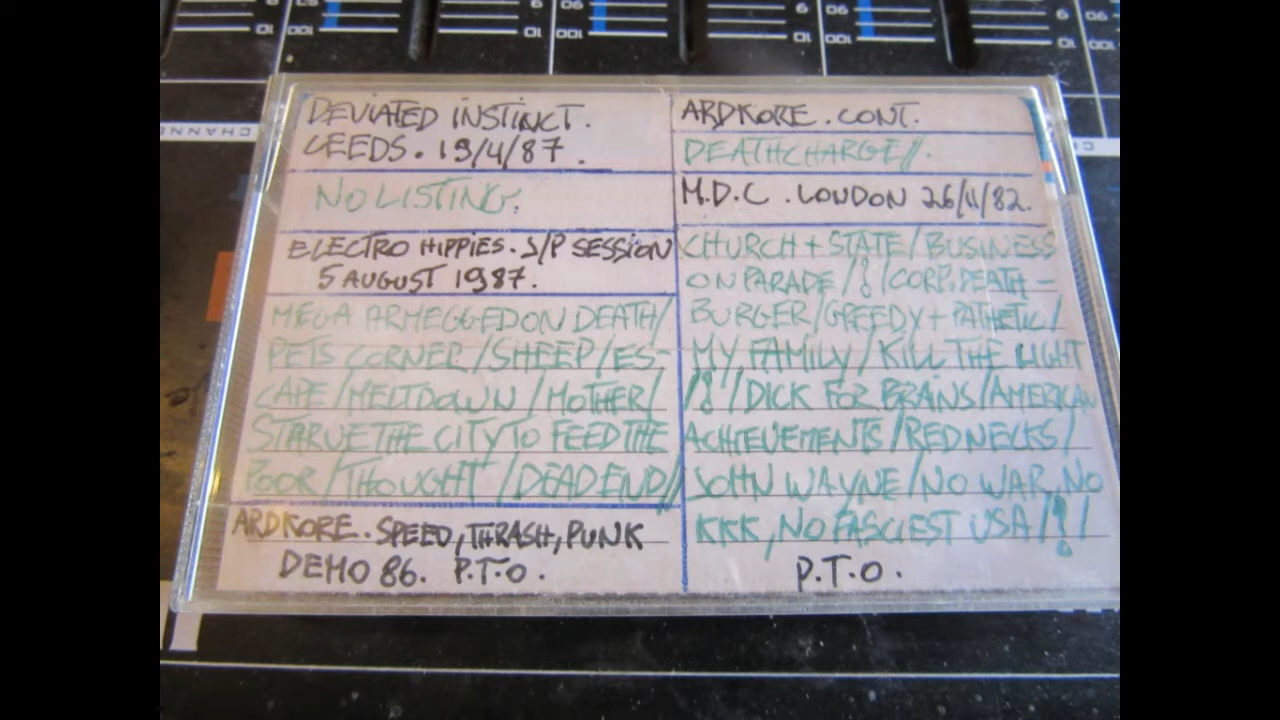 DEVIATED INSTINCT.
LEEDS. 19/4/87.
NO LISTING.
ELECTRO HIPPIES. J/P SESSION
5 AUGUST 1987.
MEGA ARMEGGEDON DEATH/
PETS CORNER/SHEEP/ES-
CAPE/MELTDOWN/MOTHER/
STARVE THE CITY TO FEED THE
POOR/THOUGHT/DEAD END//
ARDKORE. SPEED, THRASH, PUNK
DEMO 86. P.T.O.
ARDKORE. CONT.
DEATHCHARGE//.
M.D.C. LONDON 26/11/82.
CHURCH + STATE/BUSINESS
ON PARADE/?/CORP. DEATH-
BURGER/GREEDY + PATHETIC/
MY FAMILY/KILL THE LIGHT
/?/DICK FOR BRAINS/AMERICAN
ACHIEVEMENTS/REDNECKS/
JOHN WAYNE/NO WAR, NO
KKK, NO FASCIEST USA/?/
P.T.O.
CHANNE